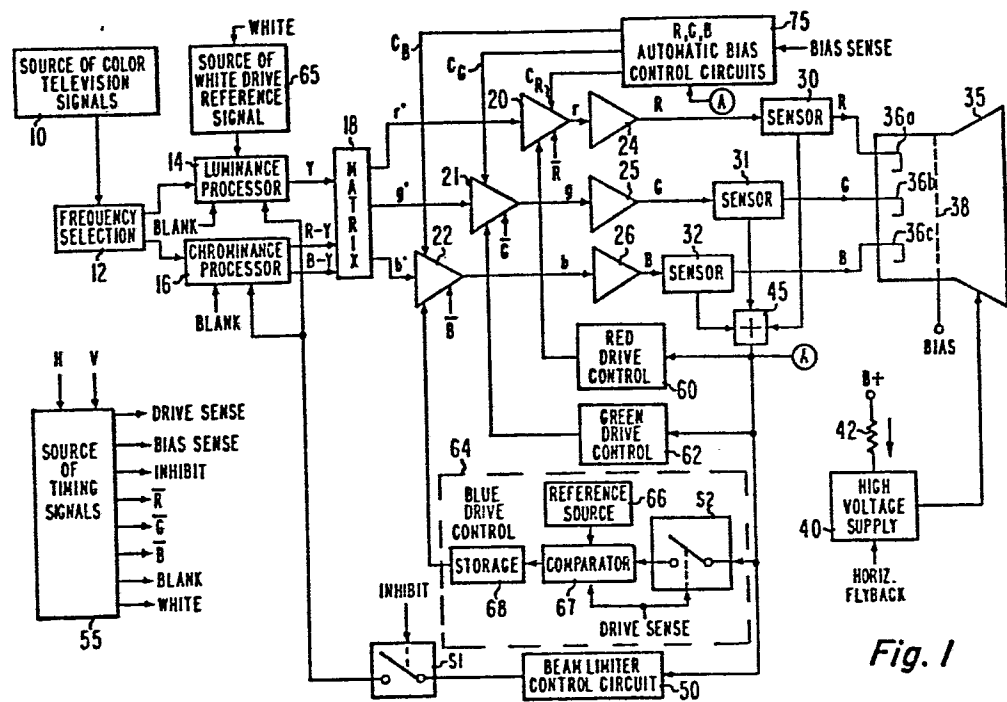 WHITE
SOURCE OF COLOR
TELEVISION
SIGNALS
10
SOURCE OF
WHITE DRIVE
REFERENCE
SIGNAL
65
C_B
C_G
C_R
R,G,B
AUTOMATIC BIAS
CONTROL CIRCUITS
75
BIAS SENSE
A
20
r'
r
24
R
R̅
30
SENSOR
R
36a
35
14
LUMINANCE
PROCESSOR
Y
18
MATRIX
21
g'
g
25
G
G̅
31
SENSOR
G
36b
38
FREQUENCY
SELECTION
12
BLANK
CHROMINANCE
PROCESSOR
16
R-Y
B-Y
BLANK
22
b'
b
26
B
B̅
32
SENSOR
B
36c
45
+
BIAS
RED
DRIVE
CONTROL
60
A
GREEN
DRIVE
CONTROL
62
B+
42
HIGH
VOLTAGE
SUPPLY
40
HORIZ.
FLYBACK
H
V
SOURCE
OF
TIMING
SIGNALS
55
DRIVE SENSE
BIAS SENSE
INHIBIT
R̅
G̅
B̅
BLANK
WHITE
64
BLUE
DRIVE
CONTROL
REFERENCE
SOURCE
66
S2
STORAGE
68
COMPARATOR
67
DRIVE SENSE
INHIBIT
S1
BEAM LIMITER
CONTROL CIRCUIT
50
Fig. 1